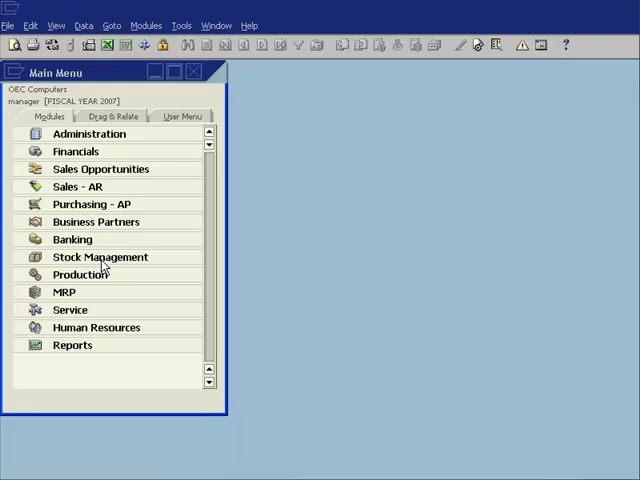 File Edit View Data Goto Modules Tools Window Help
Main Menu
OEC Computers
manager [FISCAL YEAR 2007]
Modules Drag & Relate User Menu
Administration
Financials
Sales Opportunities
Sales - AR
Purchasing - AP
Business Partners
Banking
Stock Management
Production
MRP
Service
Human Resources
Reports